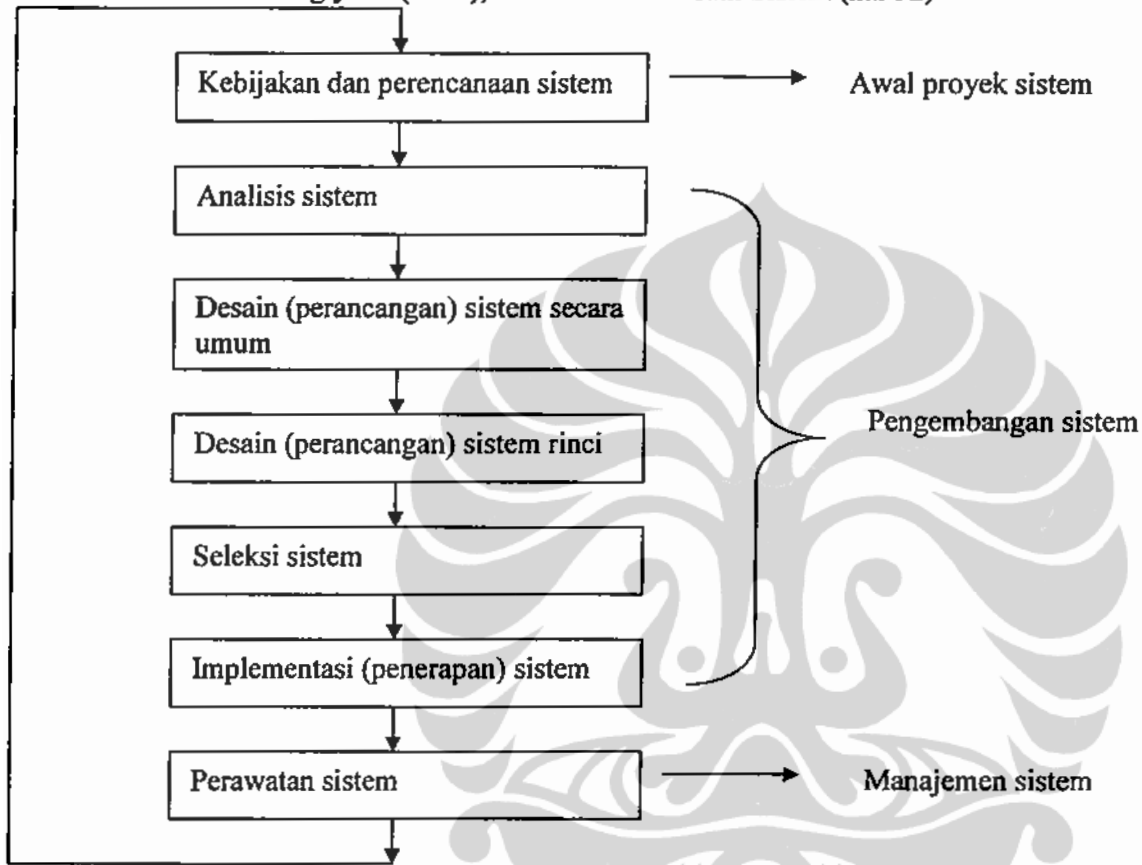 Kebijakan dan perencanaan sistem
Awal proyek sistem
Analisis sistem
Desain (perancangan) sistem secara
umum
Pengembangan sistem
Desain (perancangan) sistem rinci
Seleksi sistem
Implementasi (penerapan) sistem
Perawatan sistem
Manajemen sistem